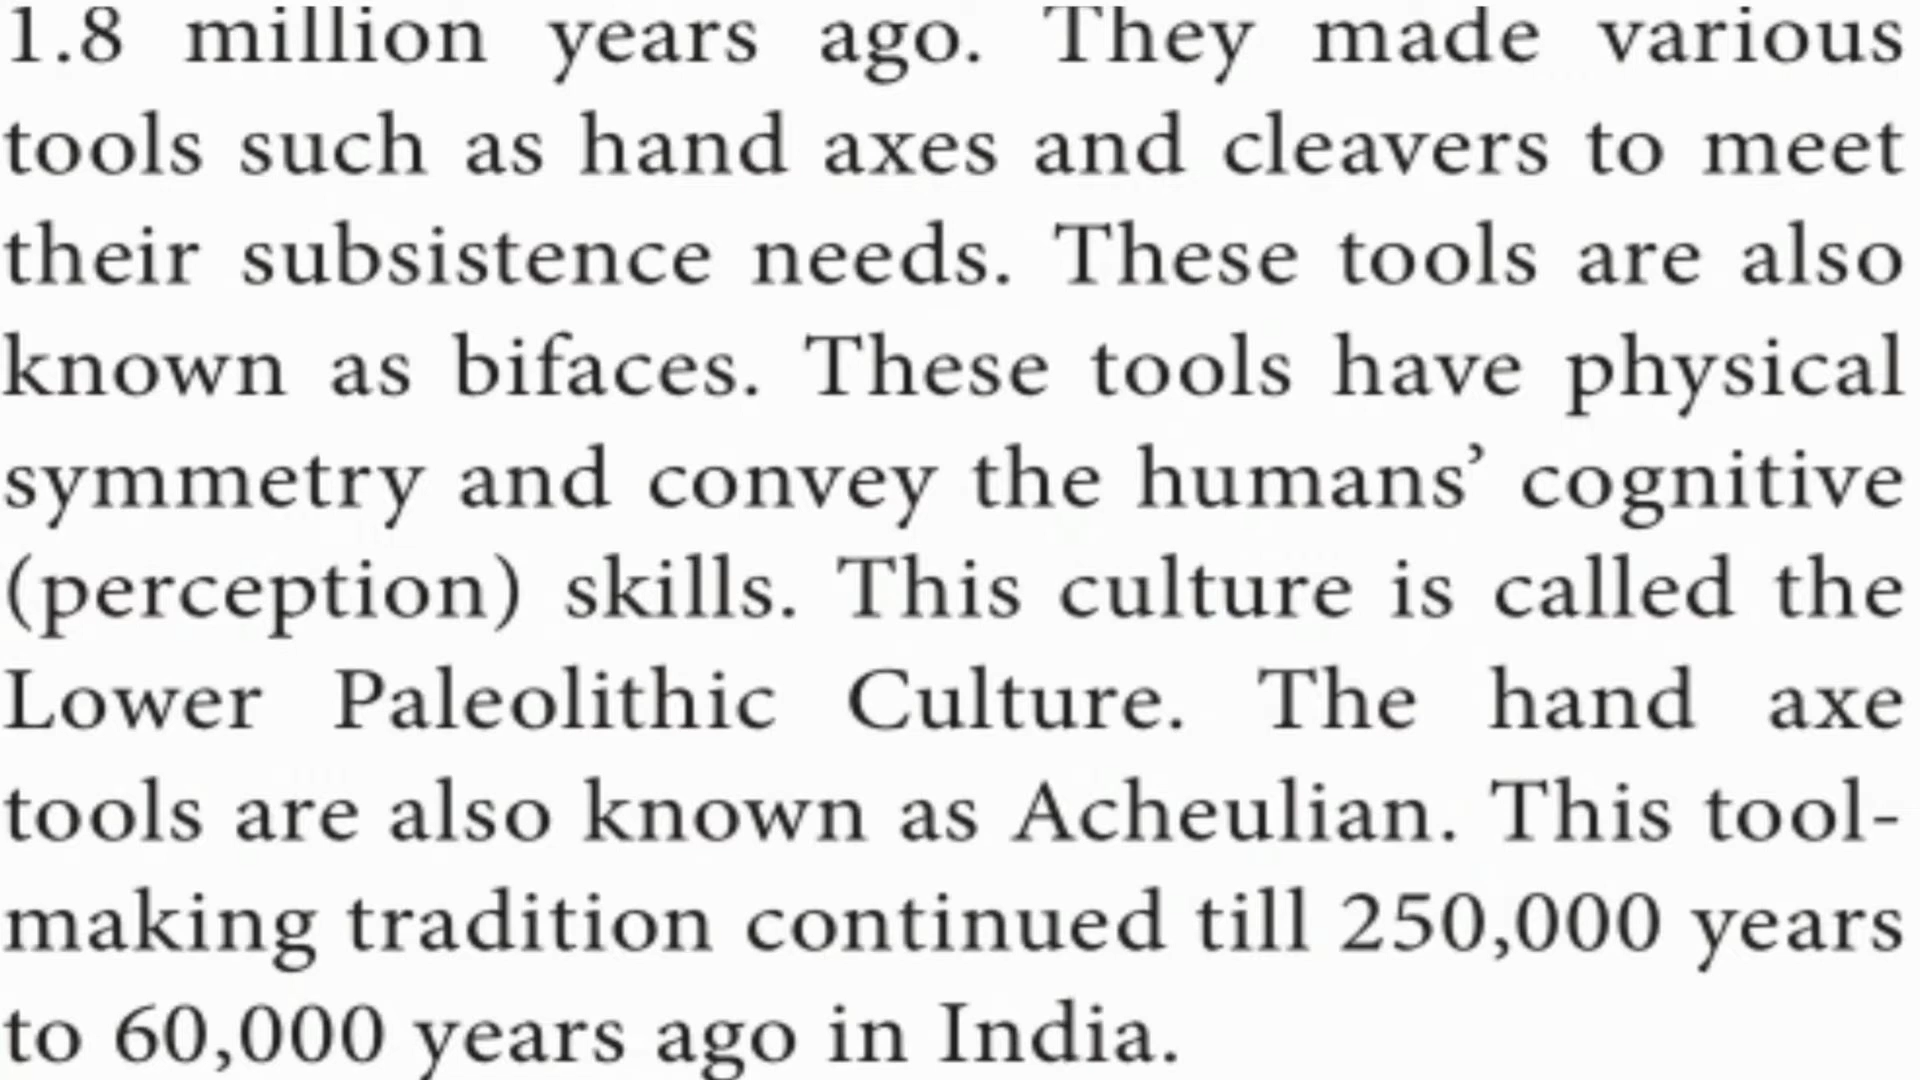 1.8 million years ago. They made various
tools such as hand axes and cleavers to meet
their subsistence needs. These tools are also
known as bifaces. These tools have physical
symmetry and convey the humans’ cognitive
(perception) skills. This culture is called the
Lower Paleolithic Culture. The hand axe
tools are also known as Acheulian. This tool-
making tradition continued till 250,000 years
to 60,000 years ago in India.